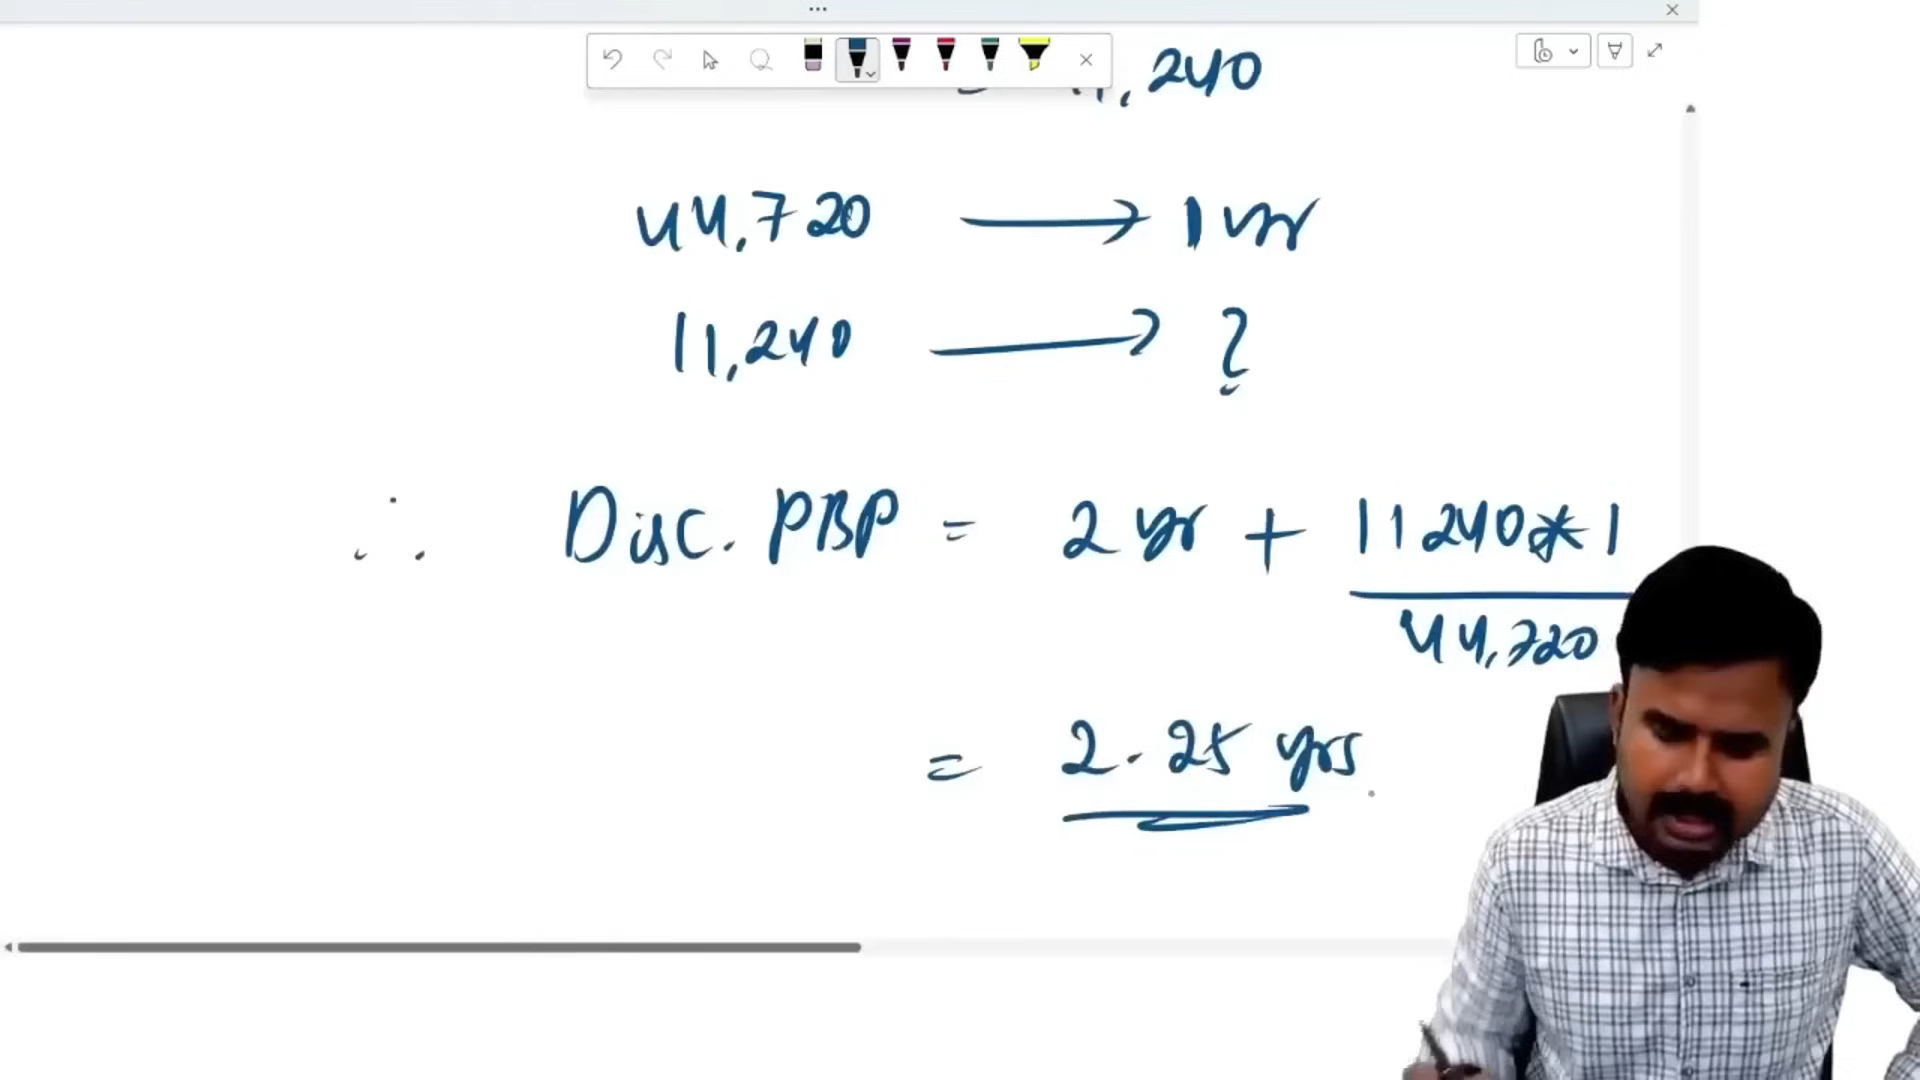 11,240
44,720 → 1 yr
11,240 → ?
∴ Disc. PBP = 2 yr + 11240*1
44,720
= 2.25 yrs